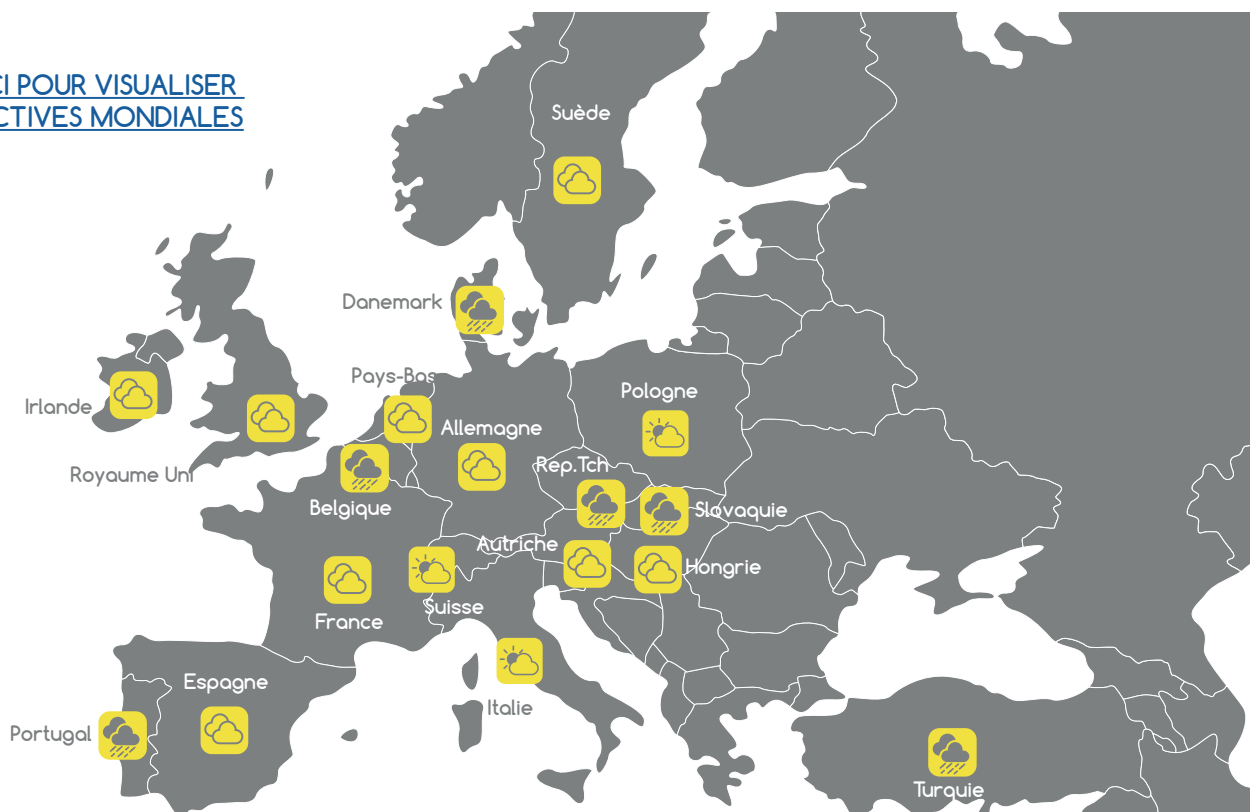 CI POUR VISUALISER
CTIVES MONDIALES
Suède
Danemark
Pays-Bas
Pologne
Irlande
Allemagne
Rep.Tch
Royaume Uni
Belgique
Slovaquie
Autriche
Hongrie
Suisse
France
Espagne
Italie
Portugal
Turquie